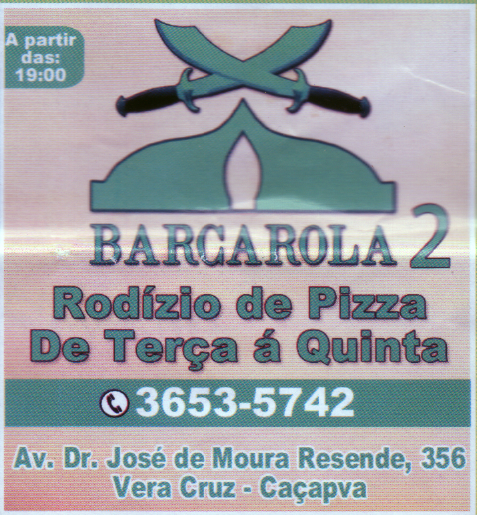 A partir
das:
19:00
BARCAROLA 2
Rodízio de Pizza
De Terça á Quinta
3653-5742
Av. Dr. José de Moura Resende, 356
Vera Cruz - Caçapva